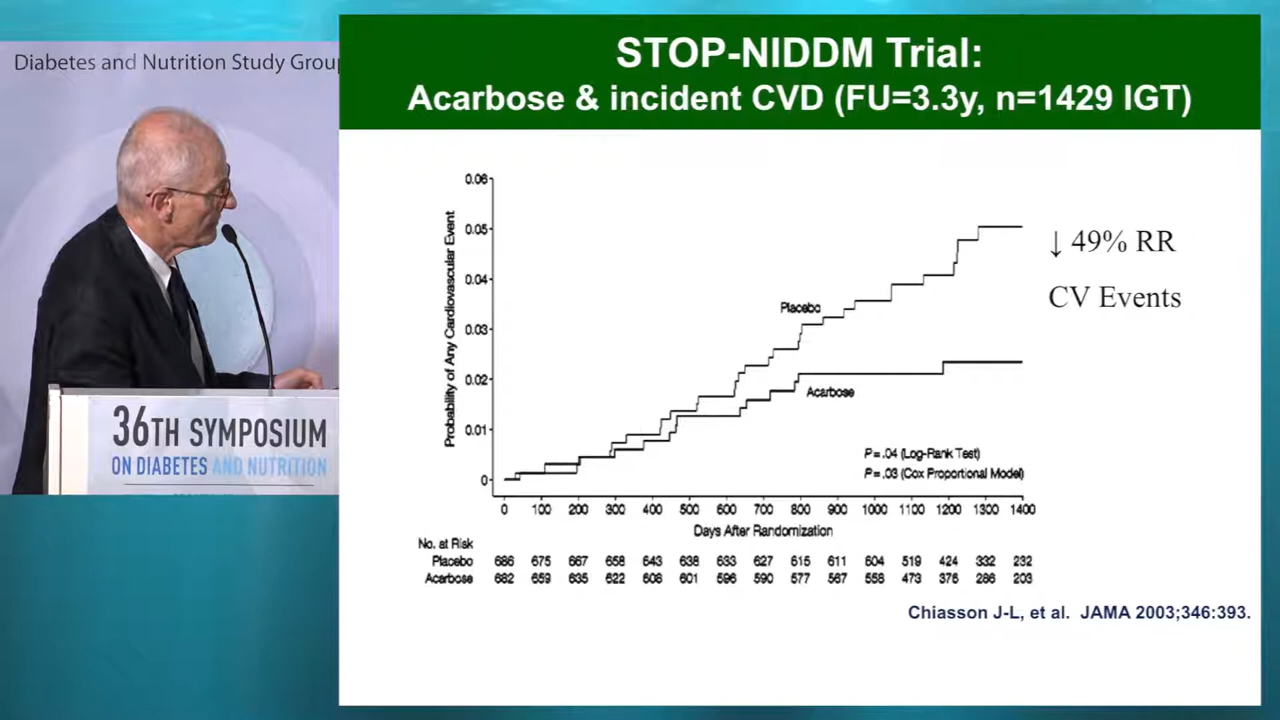 Diabetes and Nutrition Study Group
36TH SYMPOSIUM
ON DIABETES AND NUTRITION
STOP-NIDDM Trial:
Acarbose & incident CVD (FU=3.3y, n=1429 IGT)
Probability of Any Cardiovascular Event
0.06
0.05
0.04
0.03
0.02
0.01
0
Placebo
Acarbose
↓ 49% RR
CV Events
P= .04 (Log-Rank Test)
P= .03 (Cox Proportional Model)
0 100 200 300 400 500 600 700 800 900 1000 1100 1200 1300 1400
Days After Randomization
No. at Risk
Placebo 686 675 667 658 643 638 633 627 615 611 604 519 424 332 232
Acarbose 682 659 635 622 608 601 596 590 577 567 558 473 376 286 203
Chiasson J-L, et al. JAMA 2003;346:393.